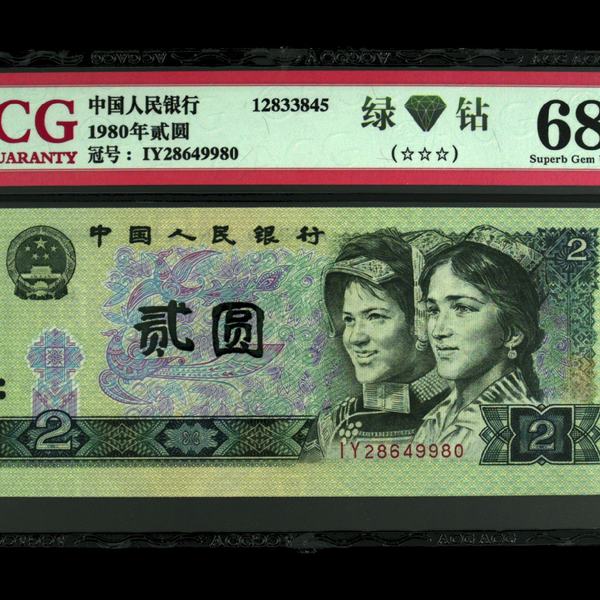 CG
UARANTY
中国人民银行 12833845
1980年贰圆
冠号：IY28649980
绿 钻
(☆☆☆)
68
Superb Gem
中国人民银行
2
贰圆
2
2
IY28649980